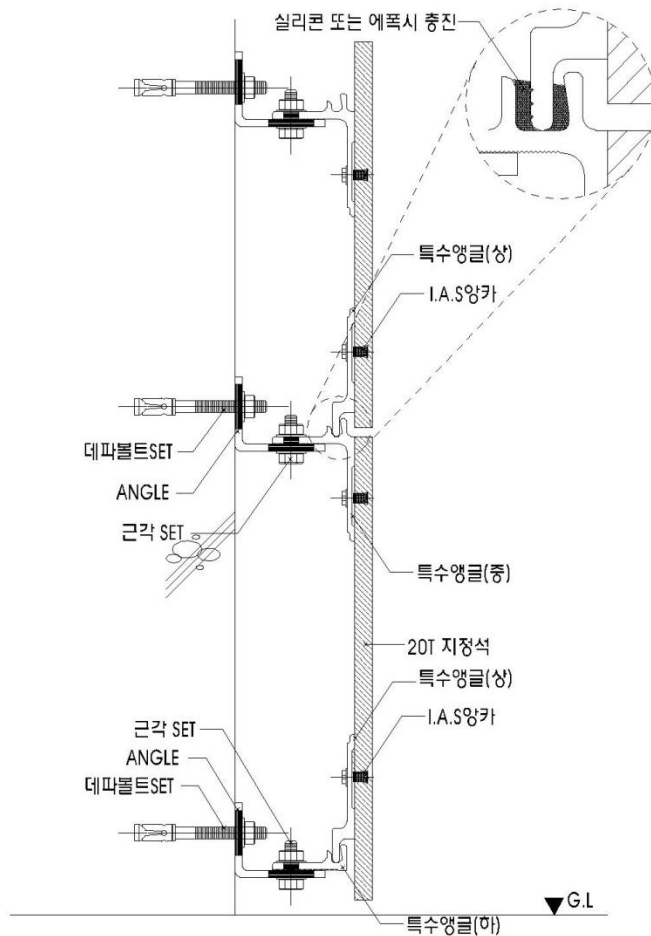 실리콘 또는 에폭시 충진
특수앵글(상)
I.A.S앙카
데파볼트SET
ANGLE
근각 SET
특수앵글(중)
20T 지정석
특수앵글(상)
I.A.S앙카
근각 SET
ANGLE
데파볼트SET
G.L
특수앵글(하)